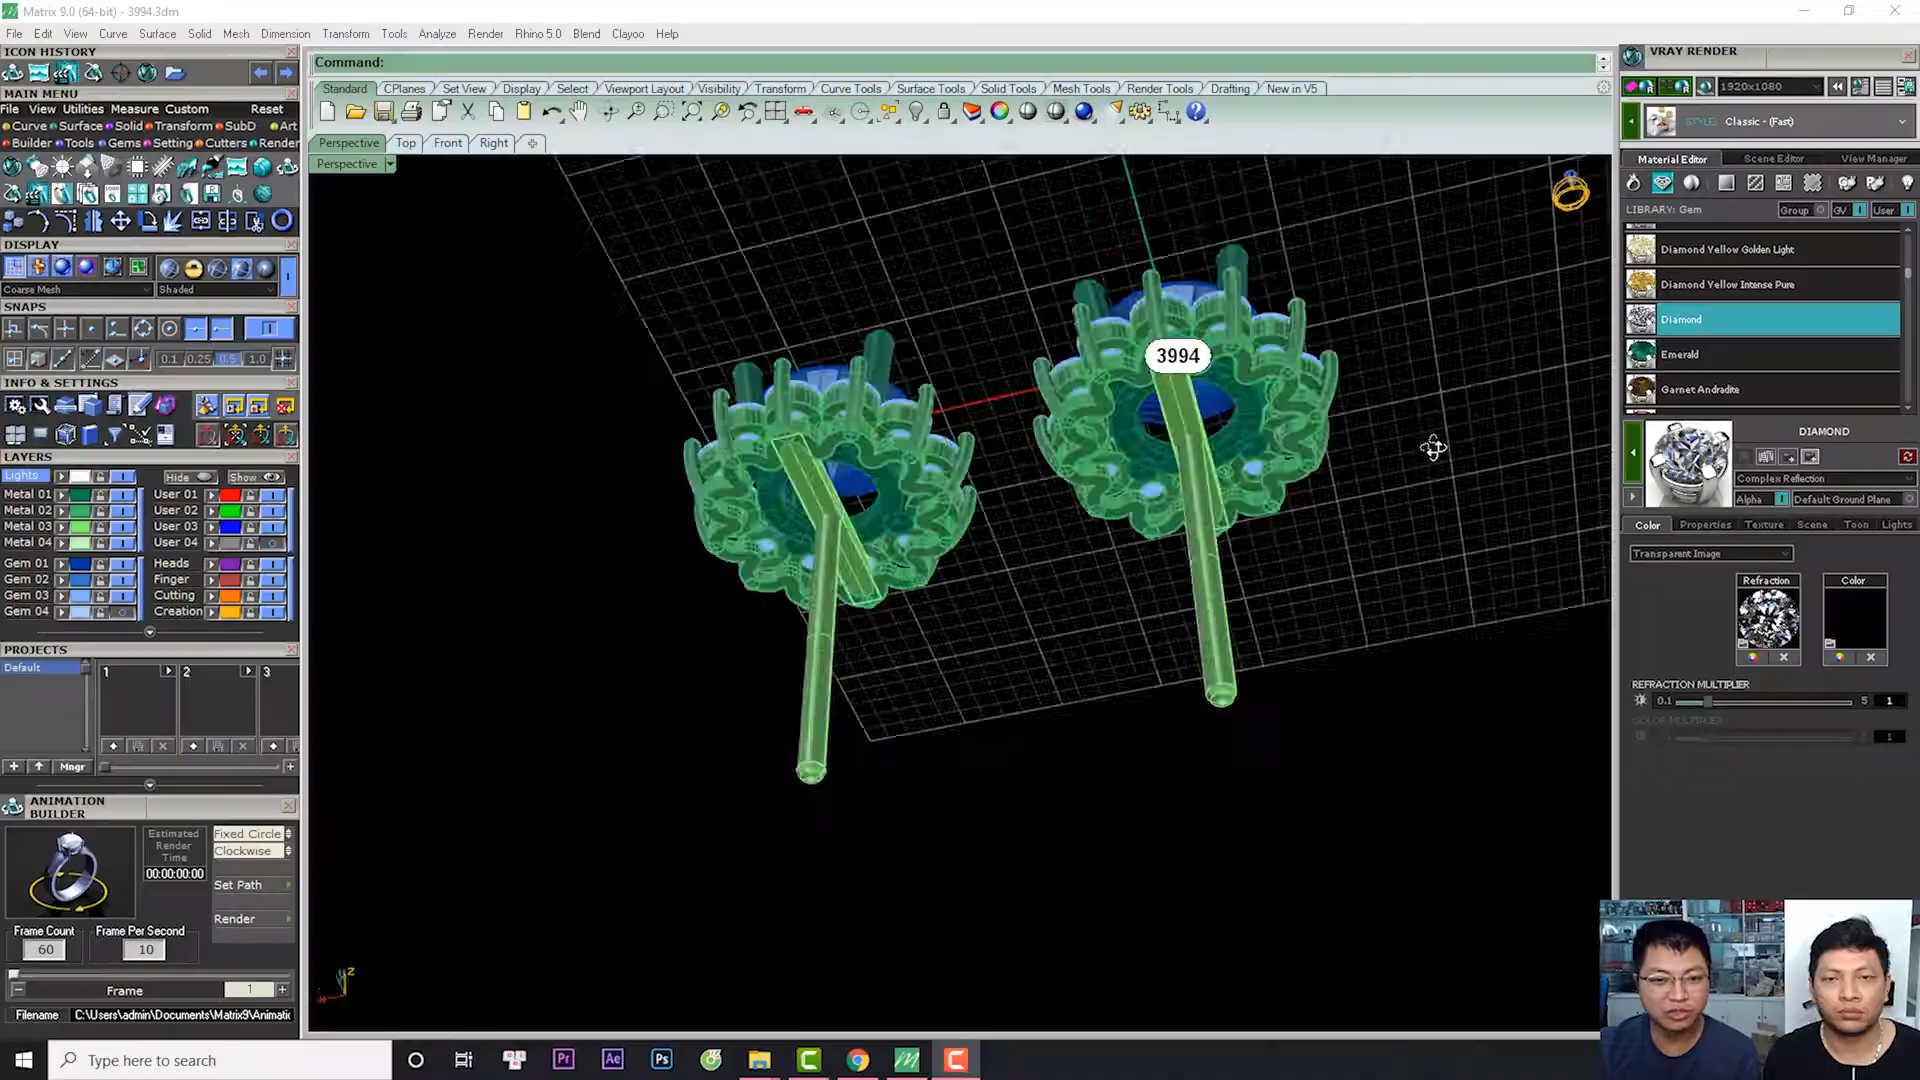 Matrix 9.0 (64-bit) - 3994.3dm
File Edit View Curve Surface Solid Mesh Dimension Transform Tools Analyze Render Rhino 5.0 Blend Clayoo Help
ICON HISTORY
MAIN MENU
File View Utilities Measure Custom Reset
Curve Surface Solid Transform SubD Art
Builder Tools Gems Setting Cutters Render
DISPLAY
Coarse Mesh Shaded
SNAPS
0.1 0.25 0.5 1.0
INFO & SETTINGS
LAYERS
Lights Hide Show
Metal 01 User 01
Metal 02 User 02
Metal 03 User 03
Metal 04 User 04
Gem 01 Heads
Gem 02 Finger
Gem 03 Cutting
Gem 04 Creation
PROJECTS
Default 1 2 3
Mngr
ANIMATION BUILDER
Estimated Render Time
00:00:00:00
Fixed Circle
Clockwise
Set Path
Render
Frame Count Frame Per Second
60 10
Frame 1
Filename C:\Users\admin\Documents\Matrix9\Animatic
Command:
Standard CPlanes Set View Display Select Viewport Layout Visibility Transform Curve Tools Surface Tools Solid Tools Mesh Tools Render Tools Drafting New in V5
Perspective Top Front Right
Perspective
3994
z
VRAY RENDER
1920x1080
STYLE: Classic - (Fast)
Material Editor Scene Editor View Manager
LIBRARY: Gem Group GV User
Diamond Yellow Golden Light
Diamond Yellow Intense Pure
Diamond
Emerald
Garnet Andradite
DIAMOND
Complex Reflection
Alpha Default Ground Plane
Color Properties Texture Scene Toon Lights
Transparent Image
Refraction Color
REFRACTION MULTIPLIER
0.1 5 1
COLOR MULTIPLIER
1
Type here to search
Pr Ae Ps